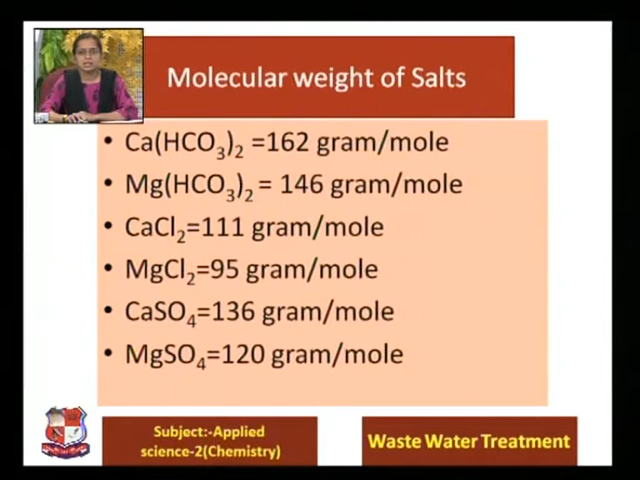 Molecular weight of Salts
• Ca(HCO₃)₂ =162 gram/mole
• Mg(HCO₃)₂ = 146 gram/mole
• CaCl₂=111 gram/mole
• MgCl₂=95 gram/mole
• CaSO₄=136 gram/mole
• MgSO₄=120 gram/mole
Subject:-Applied
science-2(Chemistry)
Waste Water Treatment